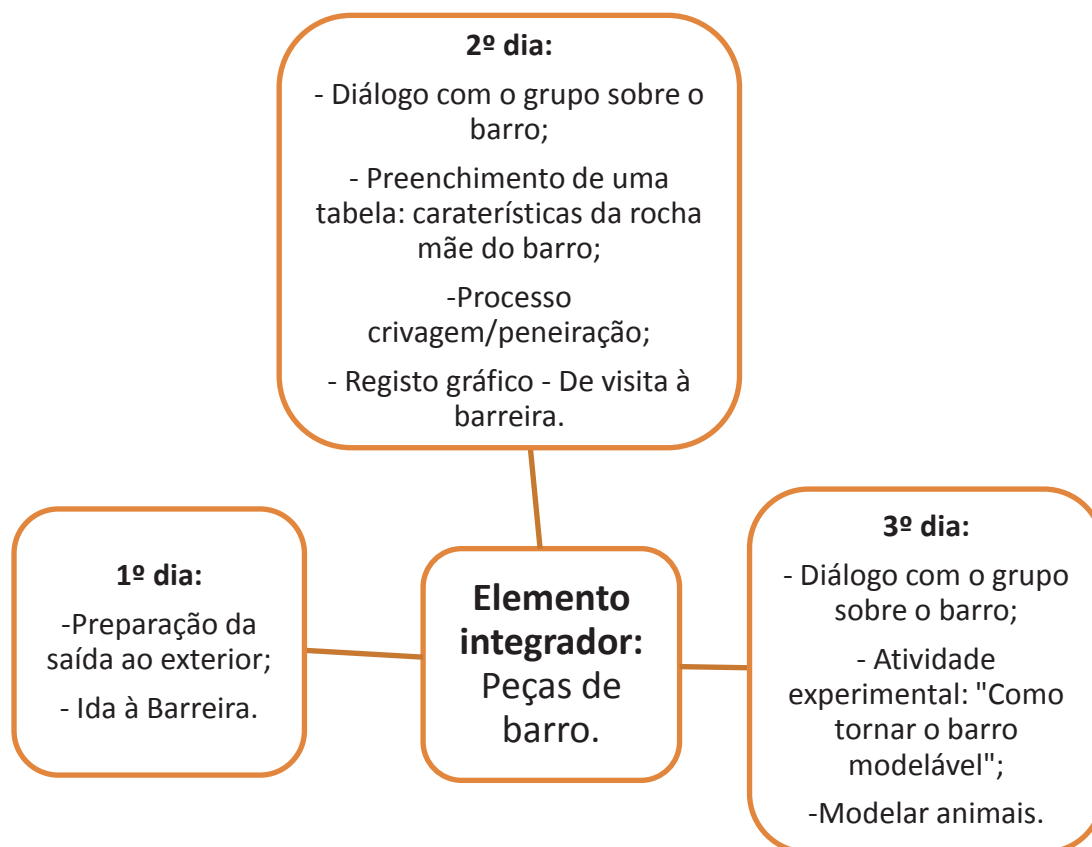 2º dia:
- Diálogo com o grupo sobre o
barro;
- Preenchimento de uma
tabela: caraterísticas da rocha
mãe do barro;
-Processo
crivagem/peneiração;
- Registo gráfico - De visita à
barreira.
1º dia:
-Preparação da
saída ao exterior;
- Ida à Barreira.
Elemento
integrador:
Peças de
barro.
3º dia:
- Diálogo com o grupo
sobre o barro;
- Atividade
experimental: "Como
tornar o barro
modelável";
-Modelar animais.